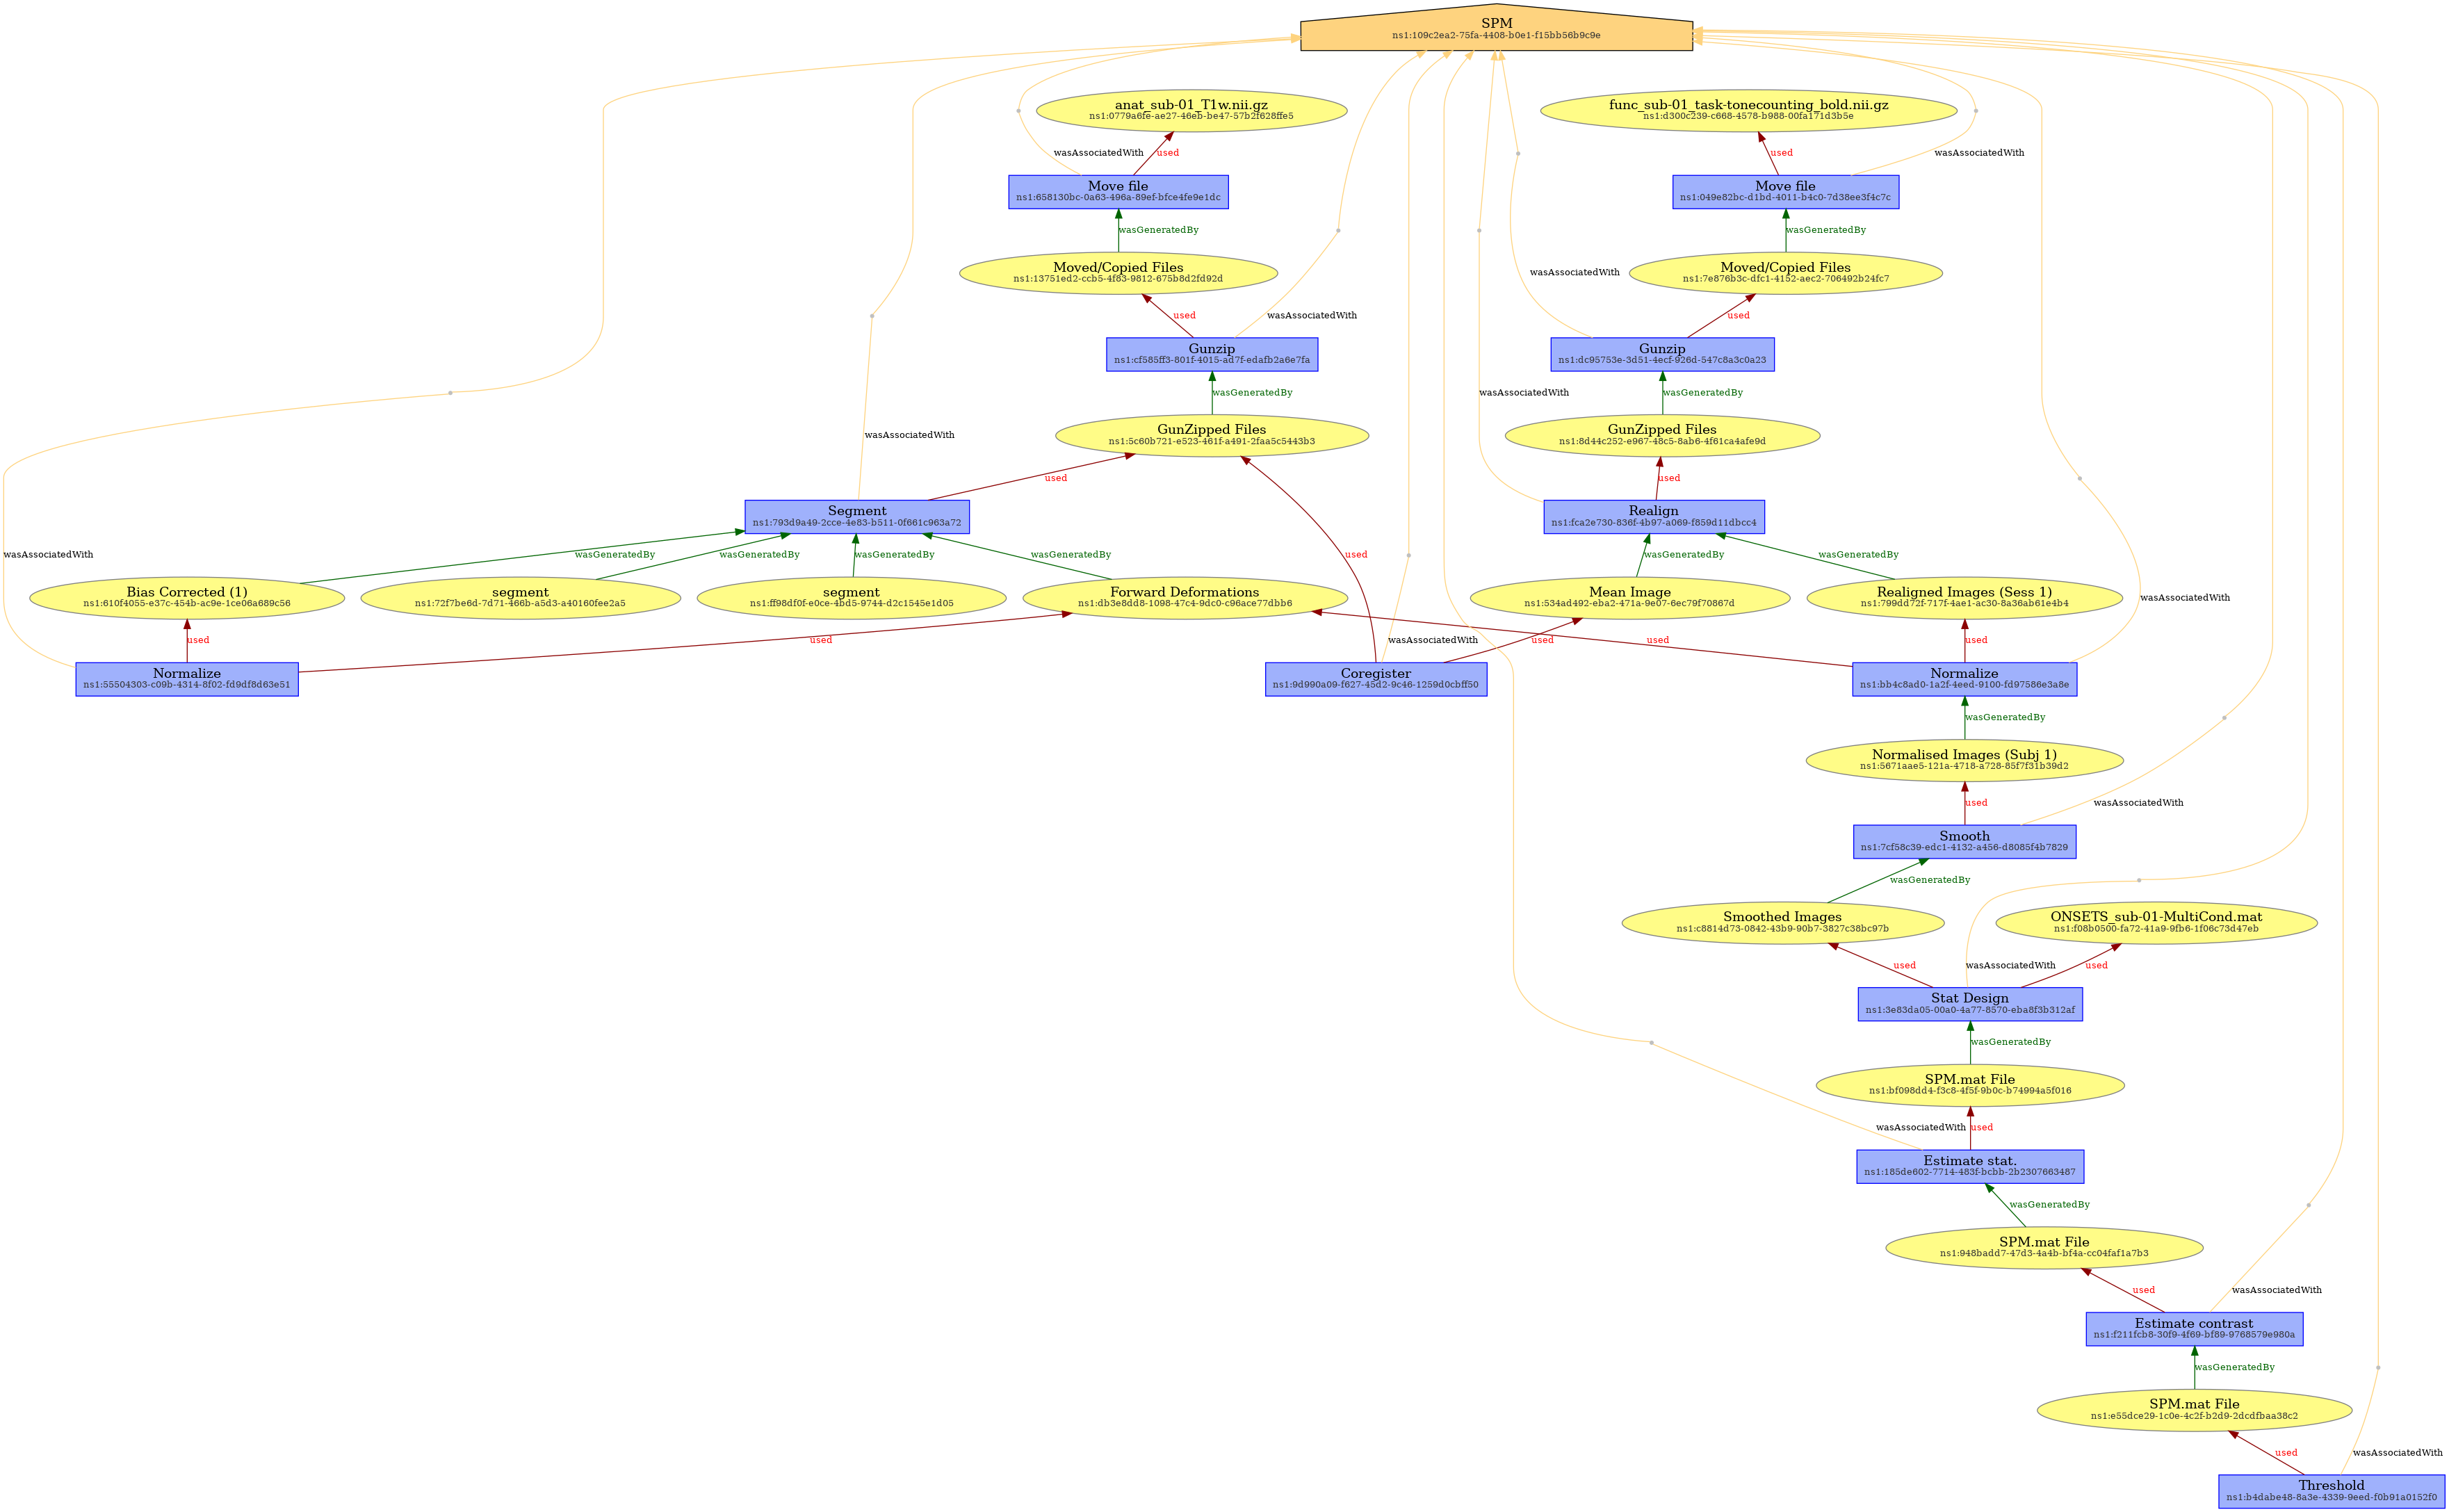 SPM
ns1:109c2ea2-75fa-4408-b0e1-f15bb56b9c9e
anat_sub-01_T1w.nii.gz
ns1:0779a6fe-ae27-46eb-be47-57b2f628ffe5
func_sub-01_task-tonecounting_bold.nii.gz
ns1:d300c239-c668-4578-b988-00fa171d3b5e
wasAssociatedWith
used
used
wasAssociatedWith
Move file
ns1:658130bc-0a63-496a-89ef-bfce4fe9e1dc
Move file
ns1:049e82bc-d1bd-4011-b4c0-7d38ee3f4c7c
wasGeneratedBy
wasGeneratedBy
Moved/Copied Files
ns1:13751ed2-ccb5-4f83-9812-675b8d2fd92d
wasAssociatedWith
Moved/Copied Files
ns1:7e876b3c-dfc1-4152-aec2-706492b24fc7
used
wasAssociatedWith
used
Gunzip
ns1:cf585ff3-801f-4015-ad7f-edafb2a6e7fa
Gunzip
ns1:dc95753e-3d51-4ecf-926d-547c8a3c0a23
wasGeneratedBy
wasAssociatedWith
wasGeneratedBy
wasAssociatedWith
GunZipped Files
ns1:5c60b721-e523-461f-a491-2faa5c5443b3
GunZipped Files
ns1:8d44c252-e967-48c5-8ab6-4f61ca4afe9d
used
used
Segment
ns1:793d9a49-2cce-4e83-b511-0f661c963a72
Realign
ns1:fca2e730-836f-4b97-a069-f859d11dbcc4
wasAssociatedWith
wasGeneratedBy
wasGeneratedBy
wasGeneratedBy
wasGeneratedBy
used
wasGeneratedBy
wasGeneratedBy
Bias Corrected (1)
ns1:610f4055-e37c-454b-ac9e-1ce06a689c56
segment
ns1:72f7be6d-7d71-466b-a5d3-a40160fee2a5
segment
ns1:ff98df0f-e0ce-4bd5-9744-d2c1545e1d05
Forward Deformations
ns1:db3e8dd8-1098-47c4-9dc0-c96ace77dbb6
Mean Image
ns1:534ad492-eba2-471a-9e07-6ec79f70867d
Realigned Images (Sess 1)
ns1:799dd72f-717f-4ae1-ac30-8a36ab61e4b4
wasAssociatedWith
used
used
wasAssociatedWith
used
used
used
Normalize
ns1:55504303-c09b-4314-8f02-fd9df8d63e51
Coregister
ns1:9d990a09-f627-45d2-9c46-1259d0cbff50
Normalize
ns1:bb4c8ad0-1a2f-4eed-9100-fd97586e3a8e
wasGeneratedBy
Normalised Images (Subj 1)
ns1:5671aae5-121a-4718-a728-85f7f31b39d2
used
wasAssociatedWith
Smooth
ns1:7cf58c39-edc1-4132-a456-d8085f4b7829
wasGeneratedBy
Smoothed Images
ns1:c8814d73-0842-43b9-90b7-3827c38bc97b
ONSETS_sub-01-MultiCond.mat
ns1:f08b0500-fa72-41a9-9fb6-1f06c73d47eb
used
wasAssociatedWith
used
Stat Design
ns1:3e83da05-00a0-4a77-8570-eba8f3b312af
wasGeneratedBy
SPM.mat File
ns1:bf098dd4-f3c8-4f5f-9b0c-b74994a5f016
wasAssociatedWith
used
Estimate stat.
ns1:185de602-7714-483f-bcbb-2b2307663487
wasGeneratedBy
SPM.mat File
ns1:948badd7-47d3-4a4b-bf4a-cc04faf1a7b3
used
wasAssociatedWith
Estimate contrast
ns1:f211fcb8-30f9-4f69-bf89-9768579e980a
wasGeneratedBy
SPM.mat File
ns1:e55dce29-1c0e-4c2f-b2d9-2dcdfbaa38c2
used
wasAssociatedWith
Threshold
ns1:b4dabe48-8a3e-4339-9eed-f0b91a0152f0